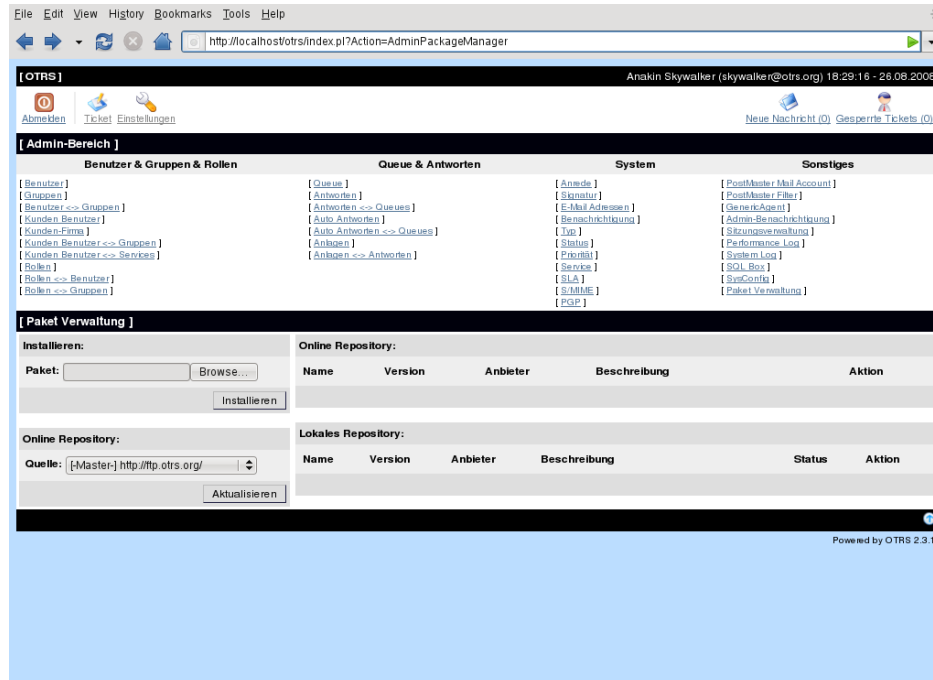 File Edit View History Bookmarks Tools Help
http://localhost/otrs/index.pl?Action=AdminPackageManager
[ OTRS ] Anakin Skywalker (skywalker@otrs.org) 18:29:16 - 26.08.2008
Abmelden Ticket Einstellungen Neue Nachricht (0) Gesperrte Tickets (0)
[ Admin-Bereich ]
Benutzer & Gruppen & Rollen Queue & Antworten System Sonstiges
[ Benutzer ] [ Queue ] [ Anrede ] [ PostMaster Mail Account ]
[ Gruppen ] [ Antworten ] [ Signatur ] [ PostMaster Filter ]
[ Benutzer <-> Gruppen ] [ Antworten <-> Queues ] [ E-Mail Adressen ] [ GenericAgent ]
[ Kunden Benutzer ] [ Auto Antworten ] [ Benachrichtigung ] [ Admin-Benachrichtigung ]
[ Kunden-Firma ] [ Auto Antworten <-> Queues ] [ Typ ] [ Sitzungsverwaltung ]
[ Kunden Benutzer <-> Gruppen ] [ Anlagen ] [ Status ] [ Performance Log ]
[ Kunden Benutzer <-> Services ] [ Anlagen <-> Antworten ] [ Priorität ] [ System Log ]
[ Rollen ] [ Service ] [ SQL Box ]
[ Rollen <-> Benutzer ] [ SLA ] [ SysConfig ]
[ Rollen <-> Gruppen ] [ S/MIME ] [ Paket Verwaltung ]
[ PGP ]
[ Paket Verwaltung ]
Installieren: Online Repository:
Paket: Browse... Name Version Anbieter Beschreibung Aktion
Installieren
Online Repository: Lokales Repository:
Quelle: [-Master-] http://ftp.otrs.org/ Name Version Anbieter Beschreibung Status Aktion
Aktualisieren
Powered by OTRS 2.3.1